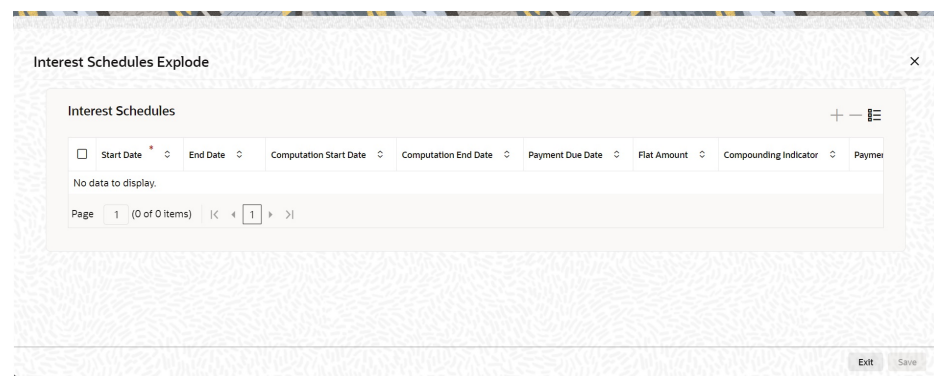 Interest Schedules Explode
Interest Schedules
Start Date * End Date Computation Start Date Computation End Date Payment Due Date Flat Amount Compounding Indicator Paymer
No data to display.
Page 1 (0 of 0 items) 1
Exit Save